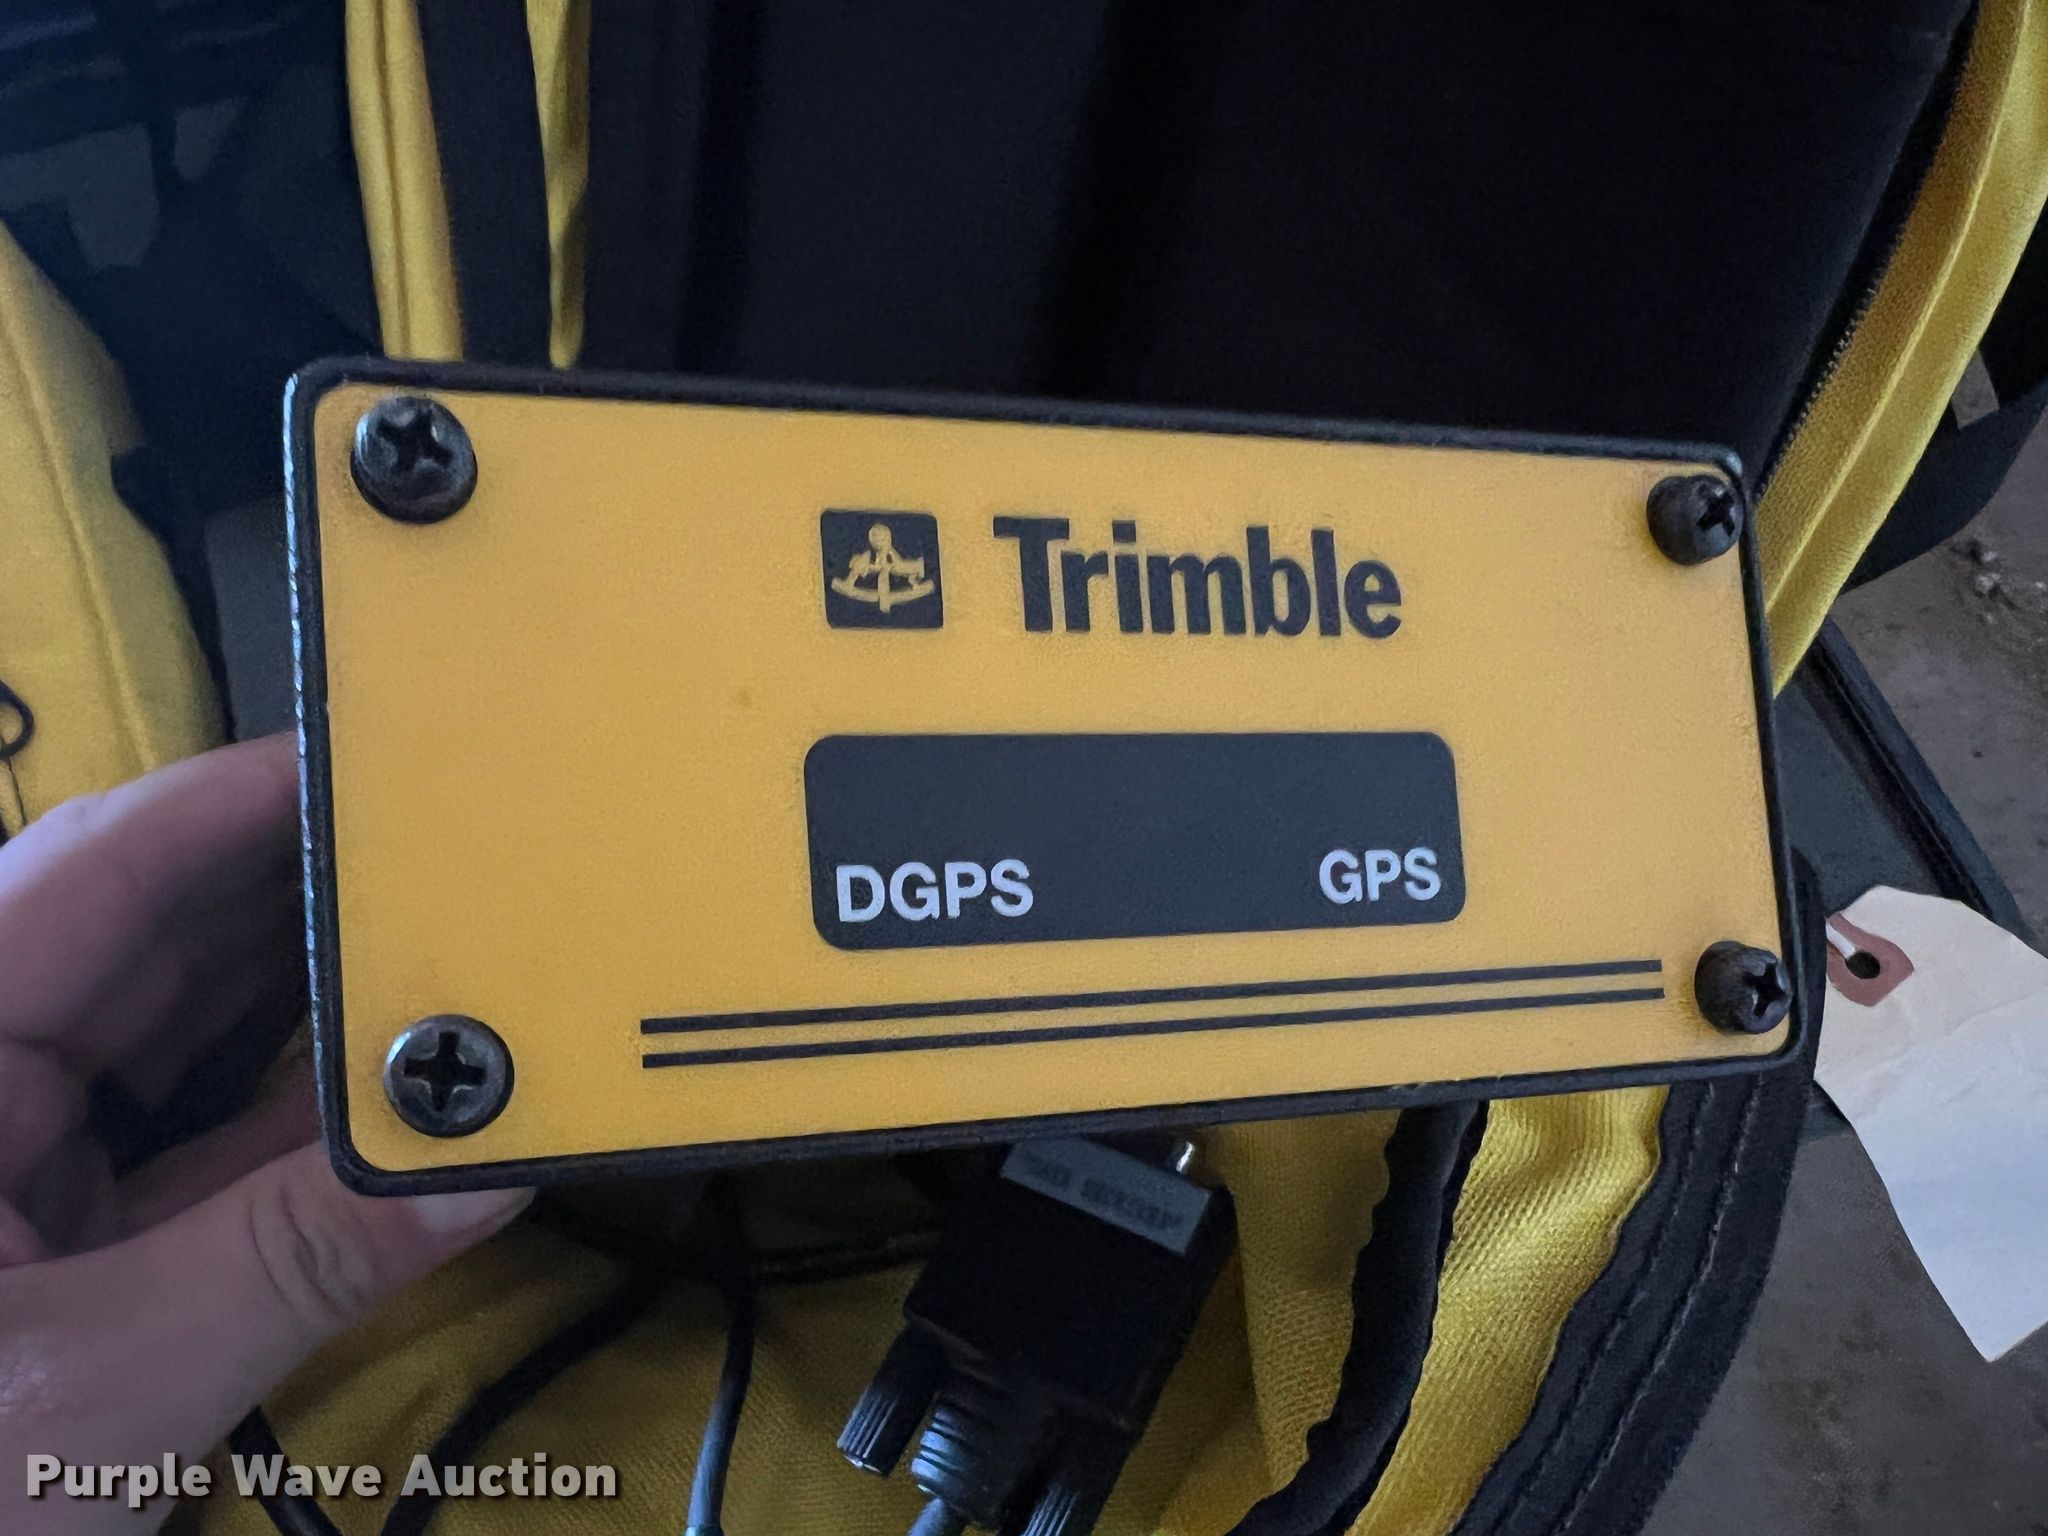 Trimble
DGPS GPS
Purple Wave Auction